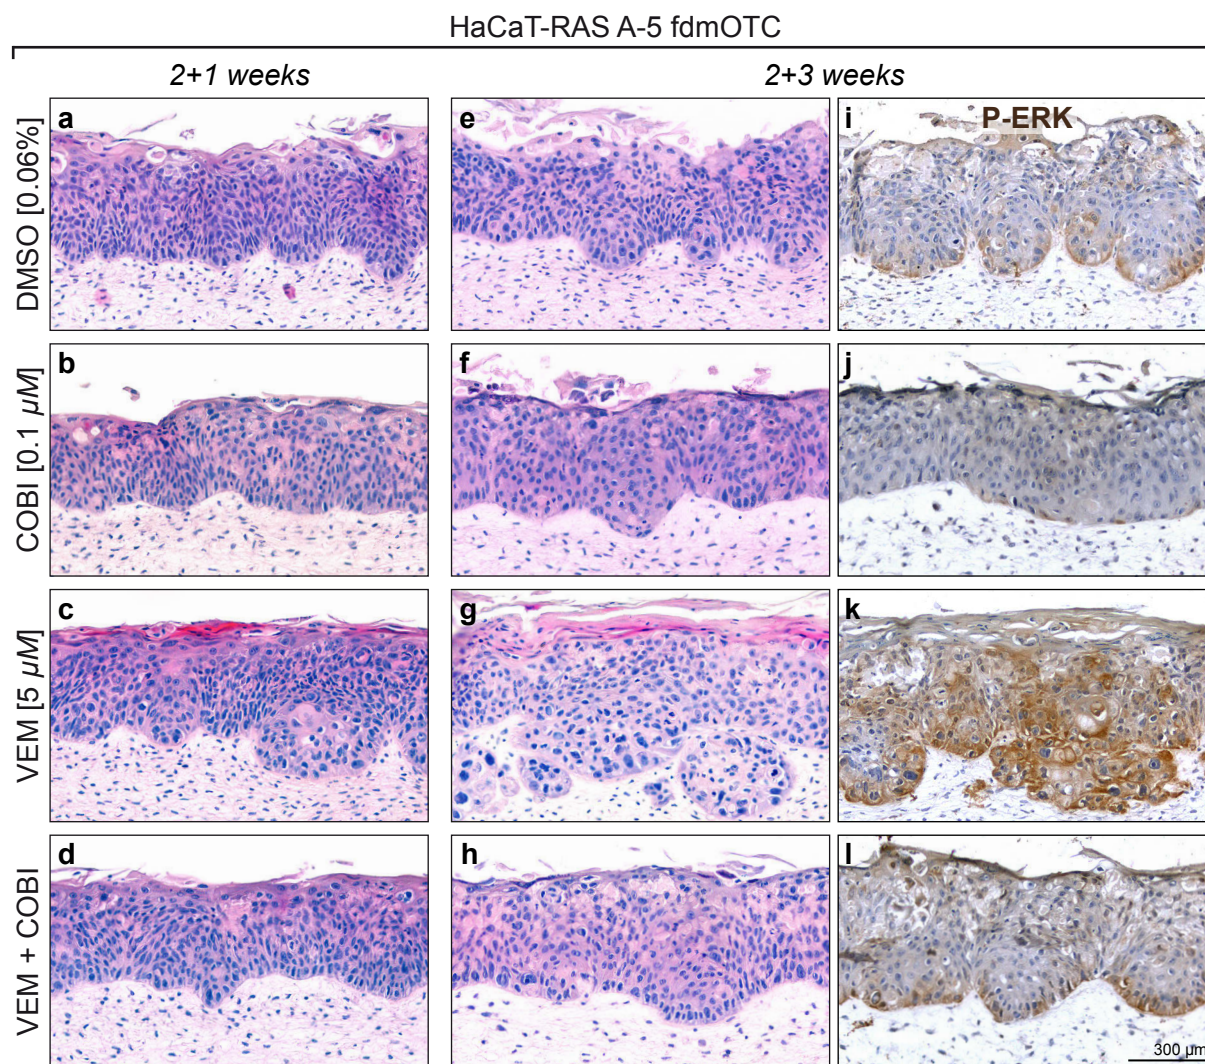 HaCaT-RAS A-5 fdmOTC
2+1 weeks
2+3 weeks
DMSO [0.06%]
a
e
i
P-ERK
COBI [0.1 µM]
b
f
j
VEM [5 µM]
c
g
k
VEM + COBI
d
h
l
300 µm